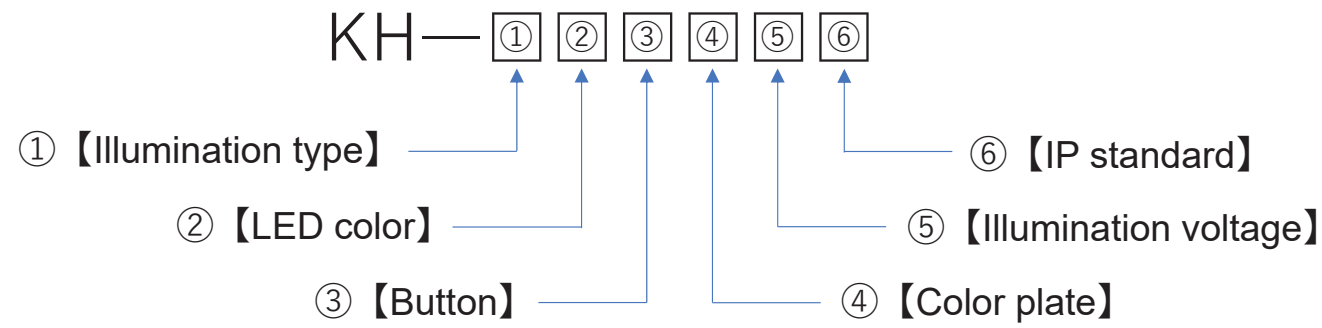 KH—①②③④⑤⑥
①【Illumination type】
⑥【IP standard】
②【LED color】
⑤【Illumination voltage】
③【Button】
④【Color plate】